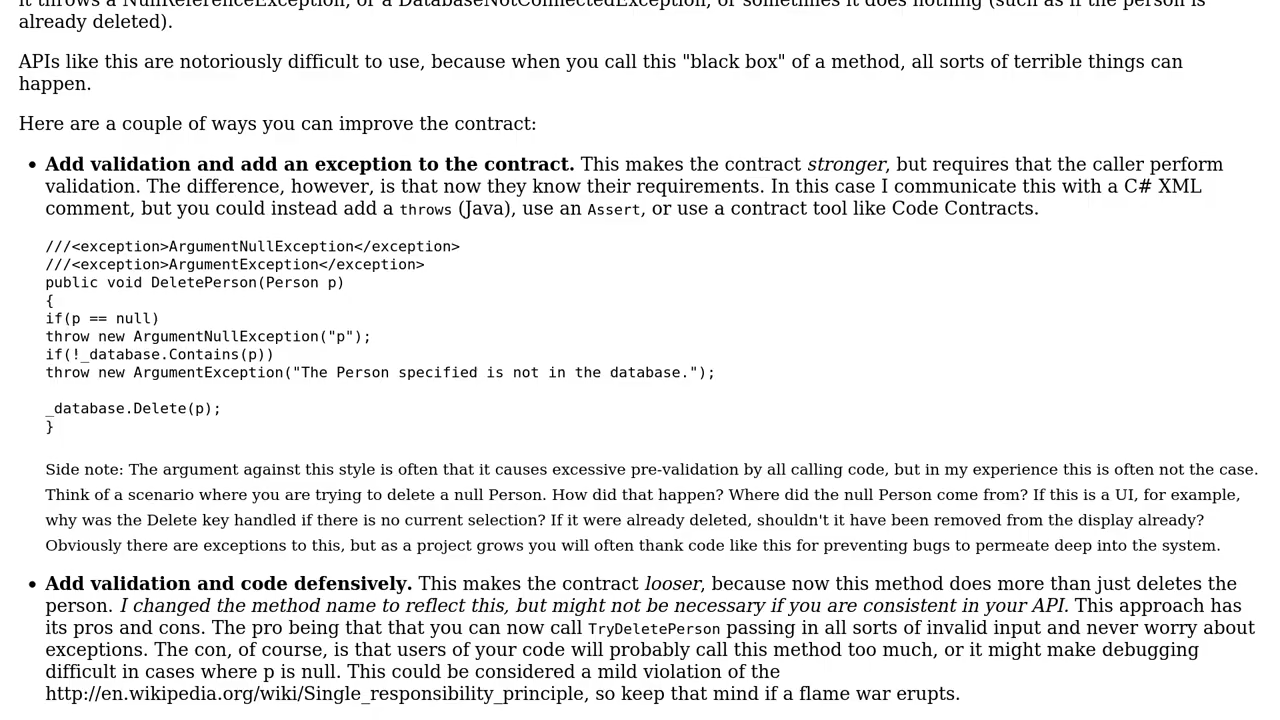 it throws a NullReferenceException, or a DatabaseNotConnectedException, or sometimes it does nothing (such as if the person is
already deleted).
APIs like this are notoriously difficult to use, because when you call this "black box" of a method, all sorts of terrible things can
happen.
Here are a couple of ways you can improve the contract:
• Add validation and add an exception to the contract. This makes the contract stronger, but requires that the caller perform
validation. The difference, however, is that now they know their requirements. In this case I communicate this with a C# XML
comment, but you could instead add a throws (Java), use an Assert, or use a contract tool like Code Contracts.
///<exception>ArgumentNullException</exception>
///<exception>ArgumentException</exception>
public void DeletePerson(Person p)
{
if(p == null)
throw new ArgumentNullException("p");
if(!_database.Contains(p))
throw new ArgumentException("The Person specified is not in the database.");
_database.Delete(p);
}
Side note: The argument against this style is often that it causes excessive pre-validation by all calling code, but in my experience this is often not the case.
Think of a scenario where you are trying to delete a null Person. How did that happen? Where did the null Person come from? If this is a UI, for example,
why was the Delete key handled if there is no current selection? If it were already deleted, shouldn't it have been removed from the display already?
Obviously there are exceptions to this, but as a project grows you will often thank code like this for preventing bugs to permeate deep into the system.
• Add validation and code defensively. This makes the contract looser, because now this method does more than just deletes the
person. I changed the method name to reflect this, but might not be necessary if you are consistent in your API. This approach has
its pros and cons. The pro being that that you can now call TryDeletePerson passing in all sorts of invalid input and never worry about
exceptions. The con, of course, is that users of your code will probably call this method too much, or it might make debugging
difficult in cases where p is null. This could be considered a mild violation of the
http://en.wikipedia.org/wiki/Single_responsibility_principle, so keep that mind if a flame war erupts.